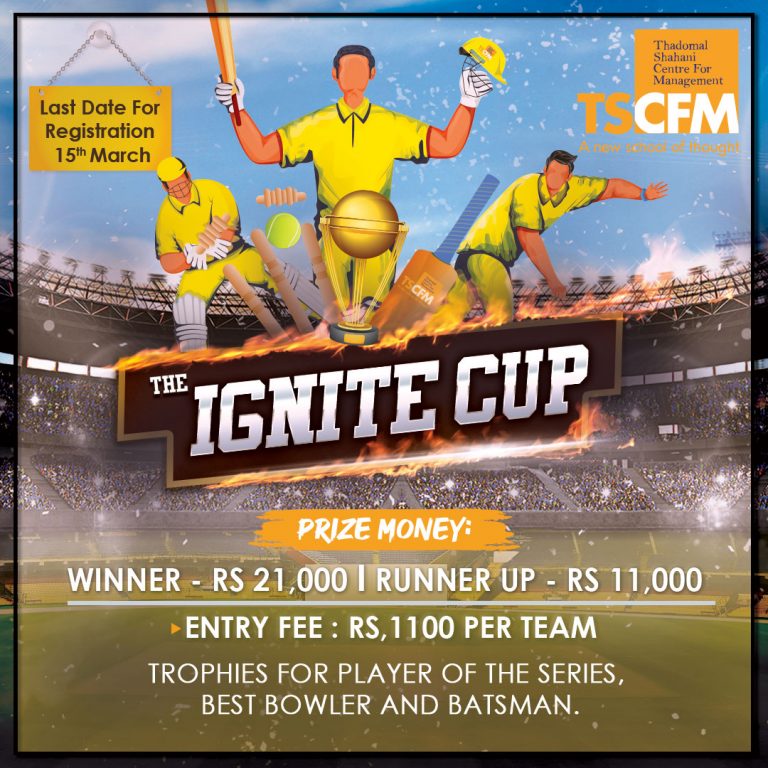 Last Date For
Registration
15th March
Thadomal
Shahani
Centre For
Management
TSCFM
A new school of thought
TSCFM
THE IGNITE CUP
PRIZE MONEY:
WINNER - RS 21,000 | RUNNER UP - RS 11,000
ENTRY FEE : RS,1100 PER TEAM
TROPHIES FOR PLAYER OF THE SERIES,
BEST BOWLER AND BATSMAN.